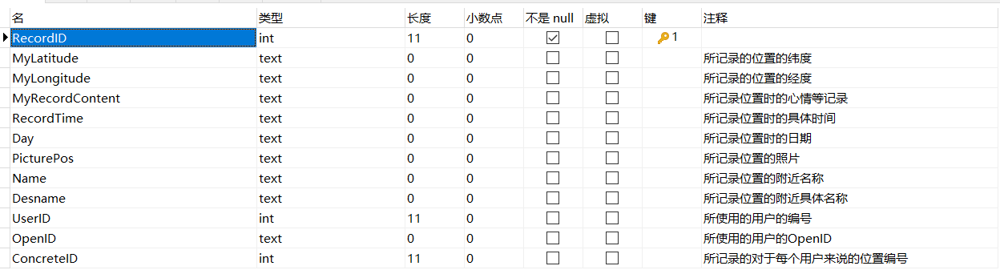 名 类型 长度 小数点 不是 null 虚拟 键 注释
RecordID int 11 0 1
MyLatitude text 0 0 所记录的位置的纬度
MyLongitude text 0 0 所记录的位置的经度
MyRecordContent text 0 0 所记录位置时的心情等记录
RecordTime text 0 0 所记录位置时的具体时间
Day text 0 0 所记录位置时的日期
PicturePos text 0 0 所记录位置的照片
Name text 0 0 所记录位置的附近名称
Desname text 0 0 所记录位置的附近具体名称
UserID int 11 0 所使用的用户的编号
OpenID text 0 0 所使用的用户的OpenID
ConcreteID int 11 0 所记录的对于每个用户来说的位置编号